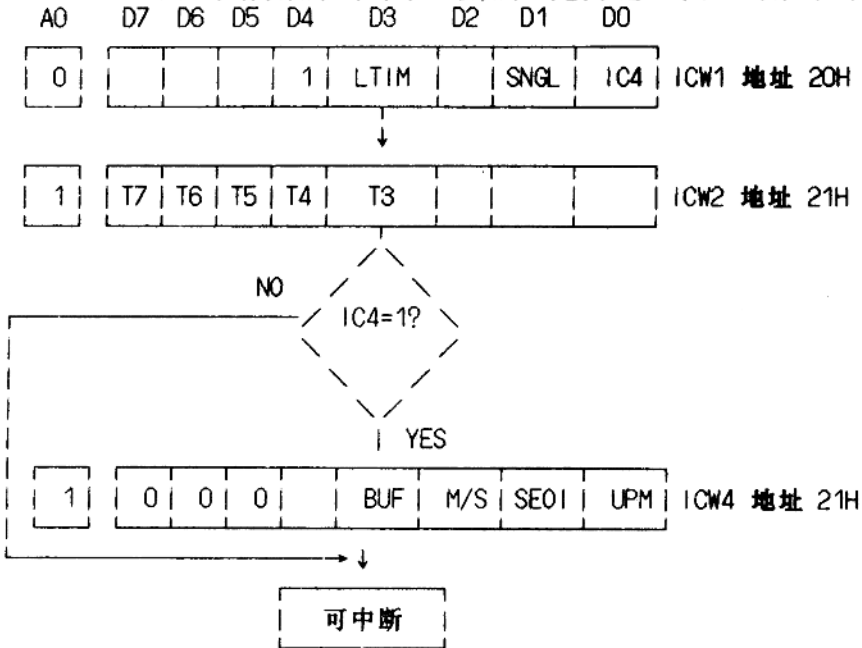 A0 D7 D6 D5 D4 D3 D2 D1 D0
0 1 LTIM SNGL IC4 ICW1 地址 20H
1 T7 T6 T5 T4 T3 ICW2 地址 21H
NO
IC4=1?
YES
1 0 0 0 BUF M/S SEOI UPM ICW4 地址 21H
可中断